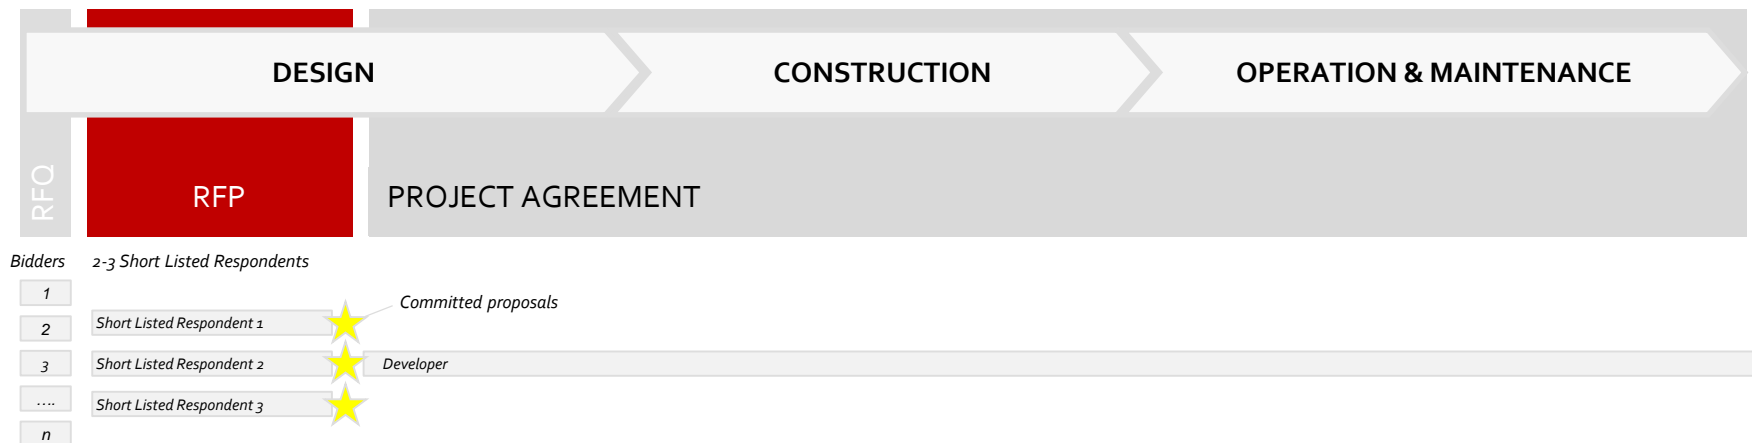 DESIGN
CONSTRUCTION
OPERATION & MAINTENANCE
RFQ
RFP
PROJECT AGREEMENT
Bidders
2-3 Short Listed Respondents
1
Committed proposals
2
Short Listed Respondent 1
3
Short Listed Respondent 2
Developer
....
Short Listed Respondent 3
n